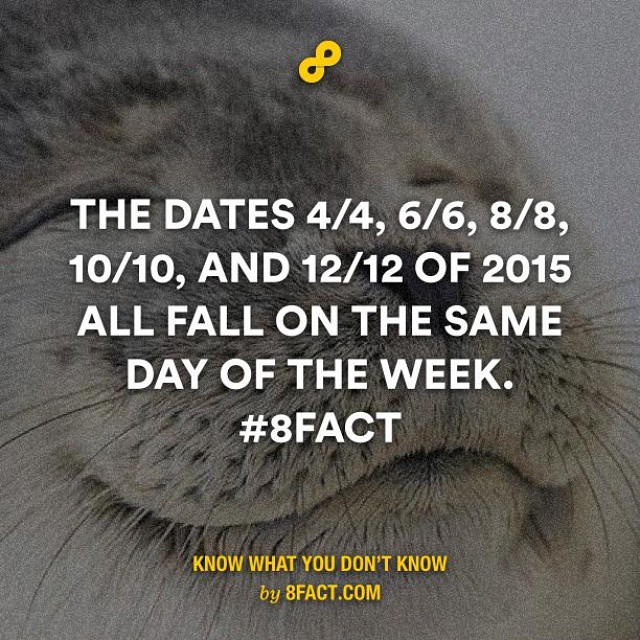 THE DATES 4/4, 6/6, 8/8,
10/10, AND 12/12 OF 2015
ALL FALL ON THE SAME
DAY OF THE WEEK.
#8FACT
KNOW WHAT YOU DON'T KNOW
by 8FACT.COM